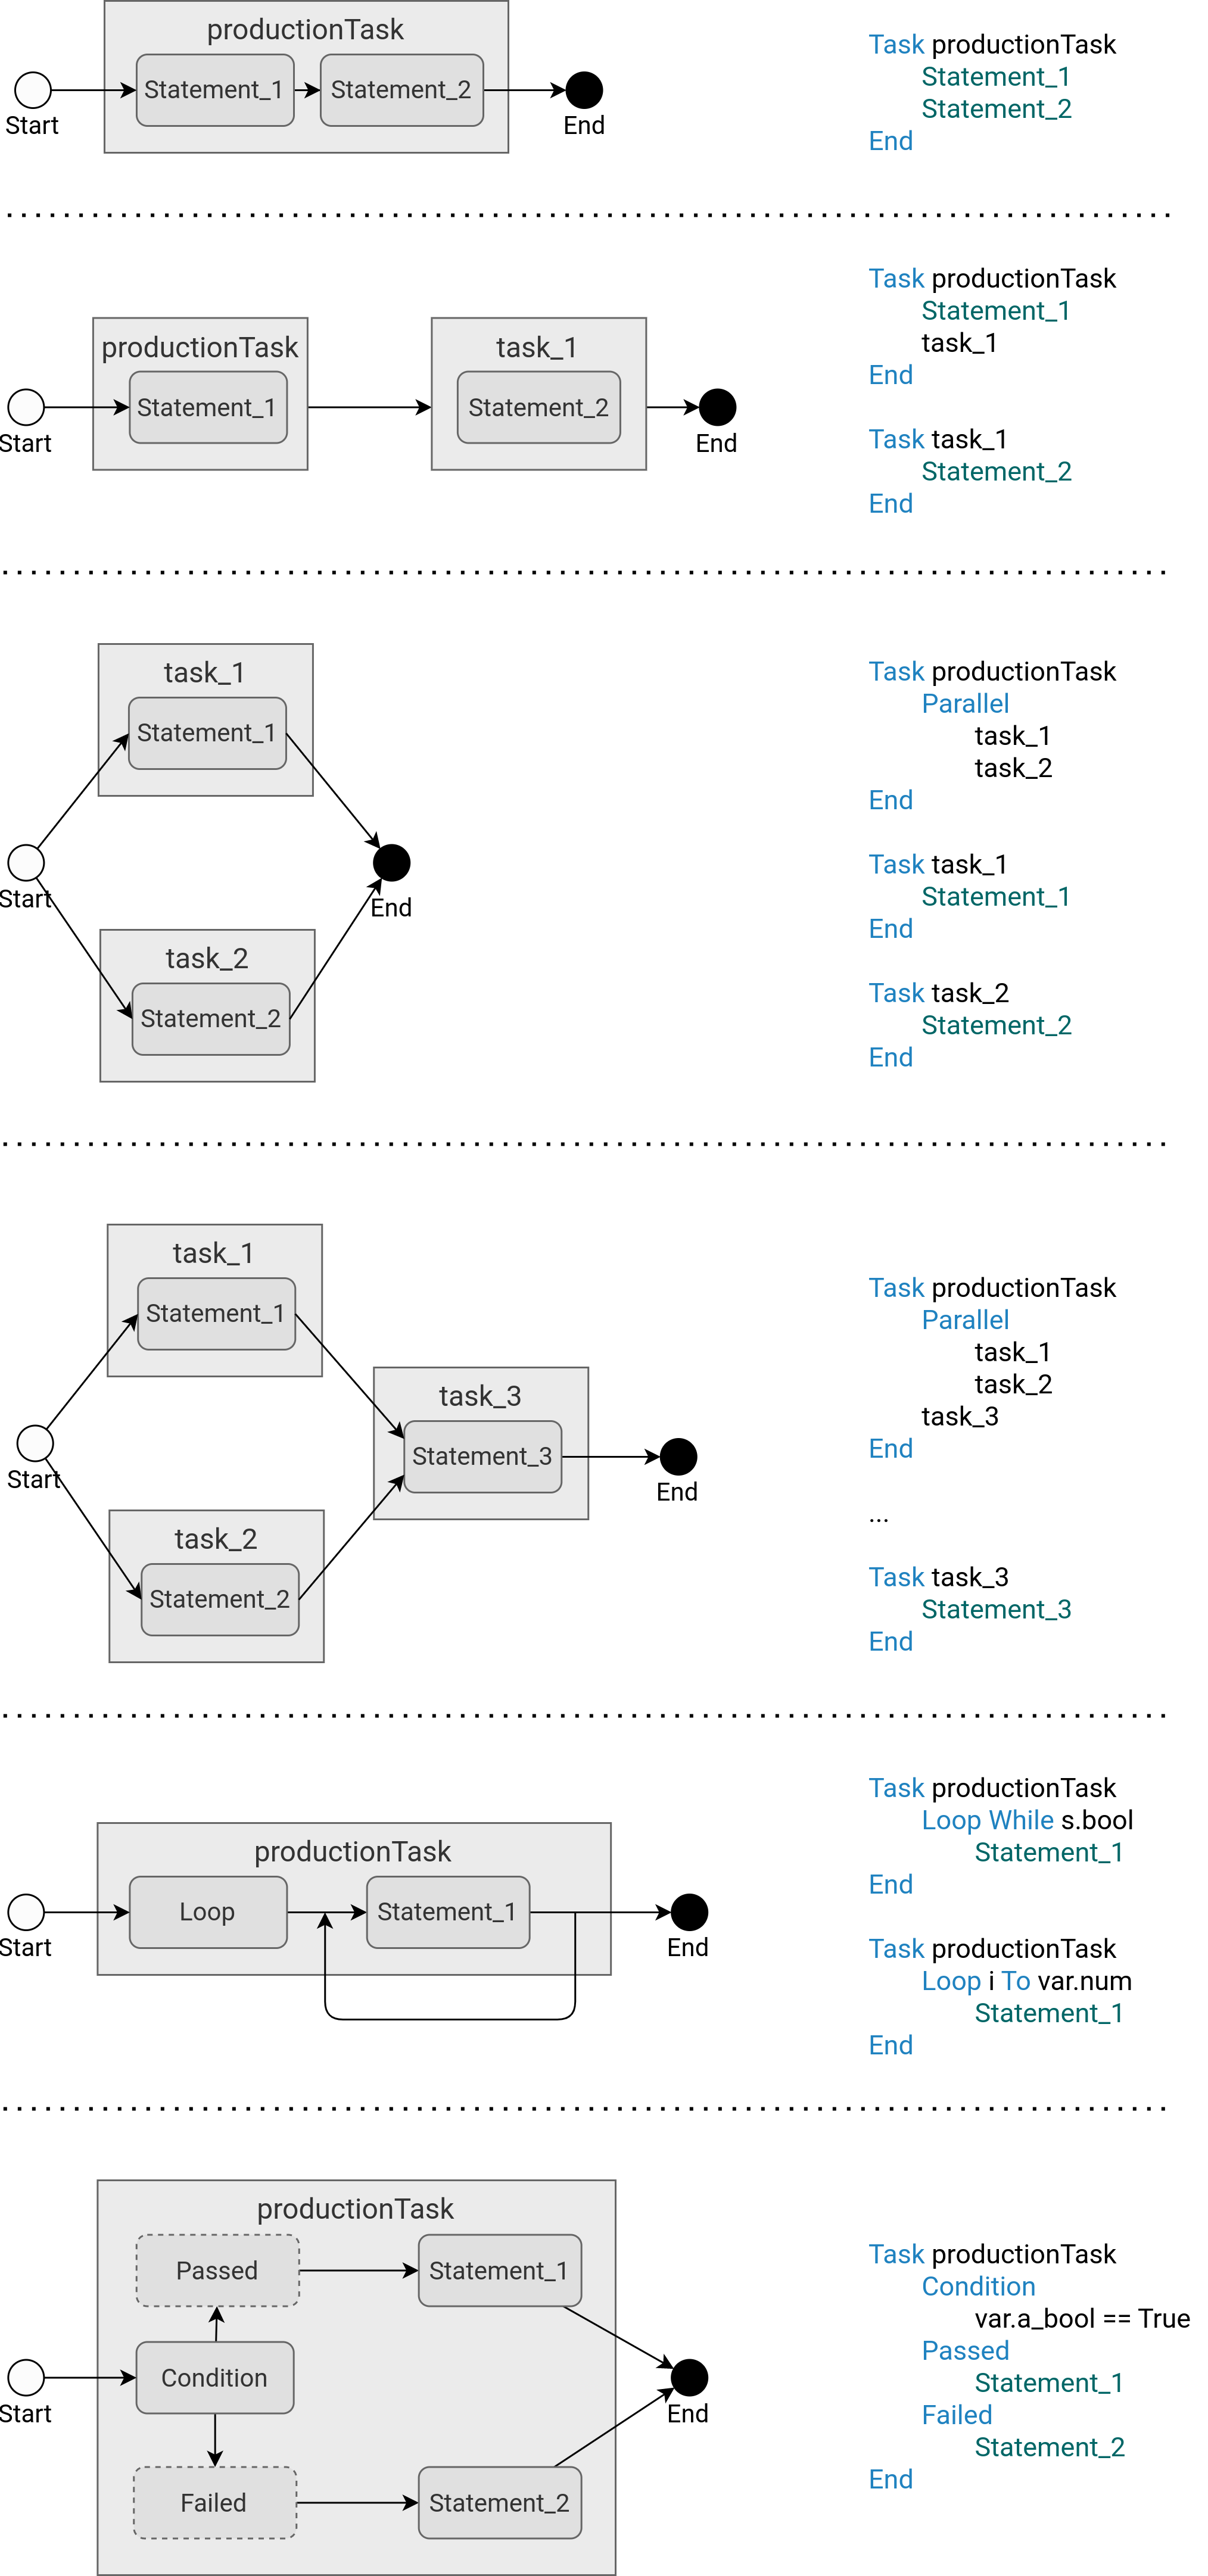 productionTask
Statement_1
Statement_2
Start
End
Task productionTask
Statement_1
Statement_2
End
productionTask
task_1
Statement_1
Statement_2
Start
End
Task productionTask
Statement_1
task_1
End
Task task_1
Statement_2
End
task_1
Statement_1
Start
End
task_2
Statement_2
Task productionTask
Parallel
task_1
task_2
End
Task task_1
Statement_1
End
Task task_2
Statement_2
End
task_1
Statement_1
task_3
Statement_3
Start
End
task_2
Statement_2
Task productionTask
Parallel
task_1
task_2
task_3
End
...
Task task_3
Statement_3
End
productionTask
Loop
Statement_1
Start
End
Task productionTask
Loop While s.bool
Statement_1
End
Task productionTask
Loop i To var.num
Statement_1
End
productionTask
Passed
Statement_1
Condition
Start
End
Failed
Statement_2
Task productionTask
Condition
var.a_bool == True
Passed
Statement_1
Failed
Statement_2
End